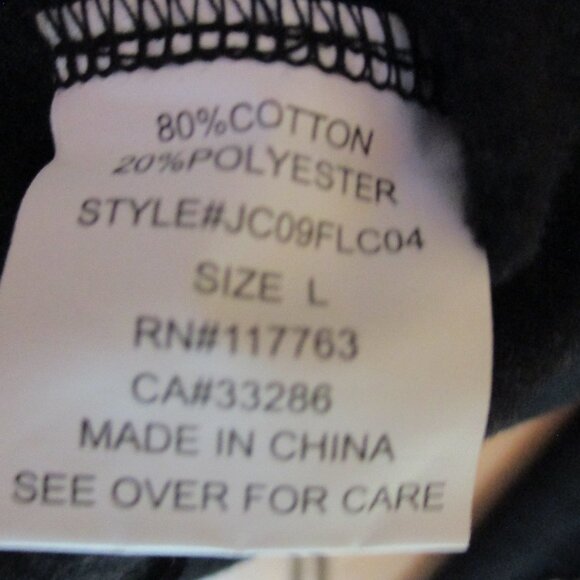 80%COTTON
20%POLYESTER
STYLE#JC09FLC04
SIZE L
RN#117763
CA#33286
MADE IN CHINA
SEE OVER FOR CARE